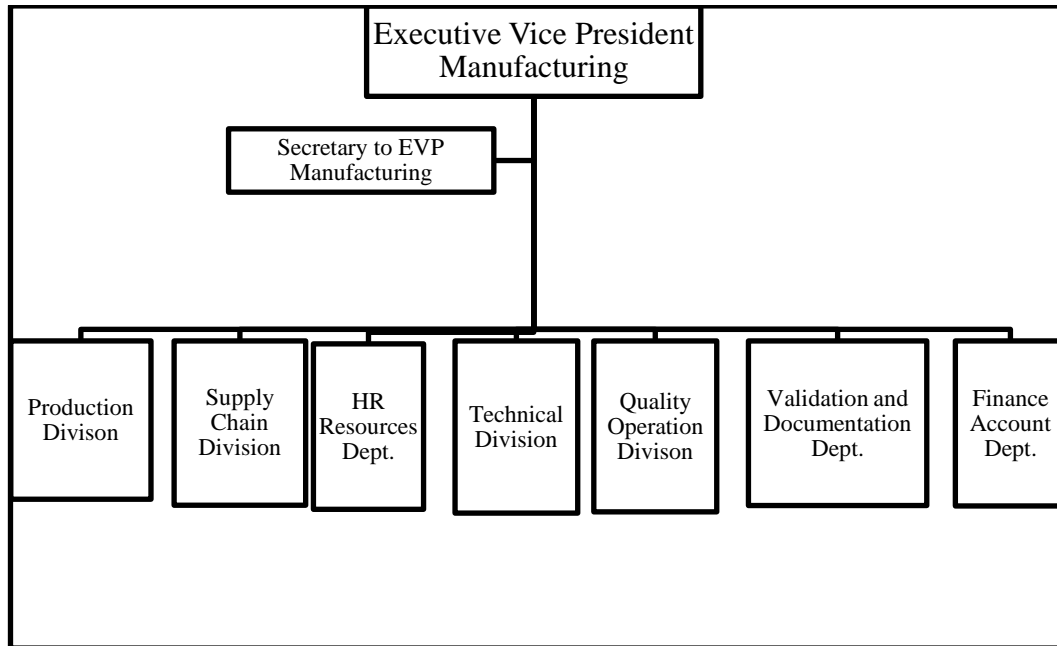 Executive Vice President
Manufacturing
Secretary to EVP
Manufacturing
Production
Divison
Supply
Chain
Division
HR
Resources
Dept.
Technical
Division
Quality
Operation
Divison
Validation and
Documentation
Dept.
Finance
Account
Dept.